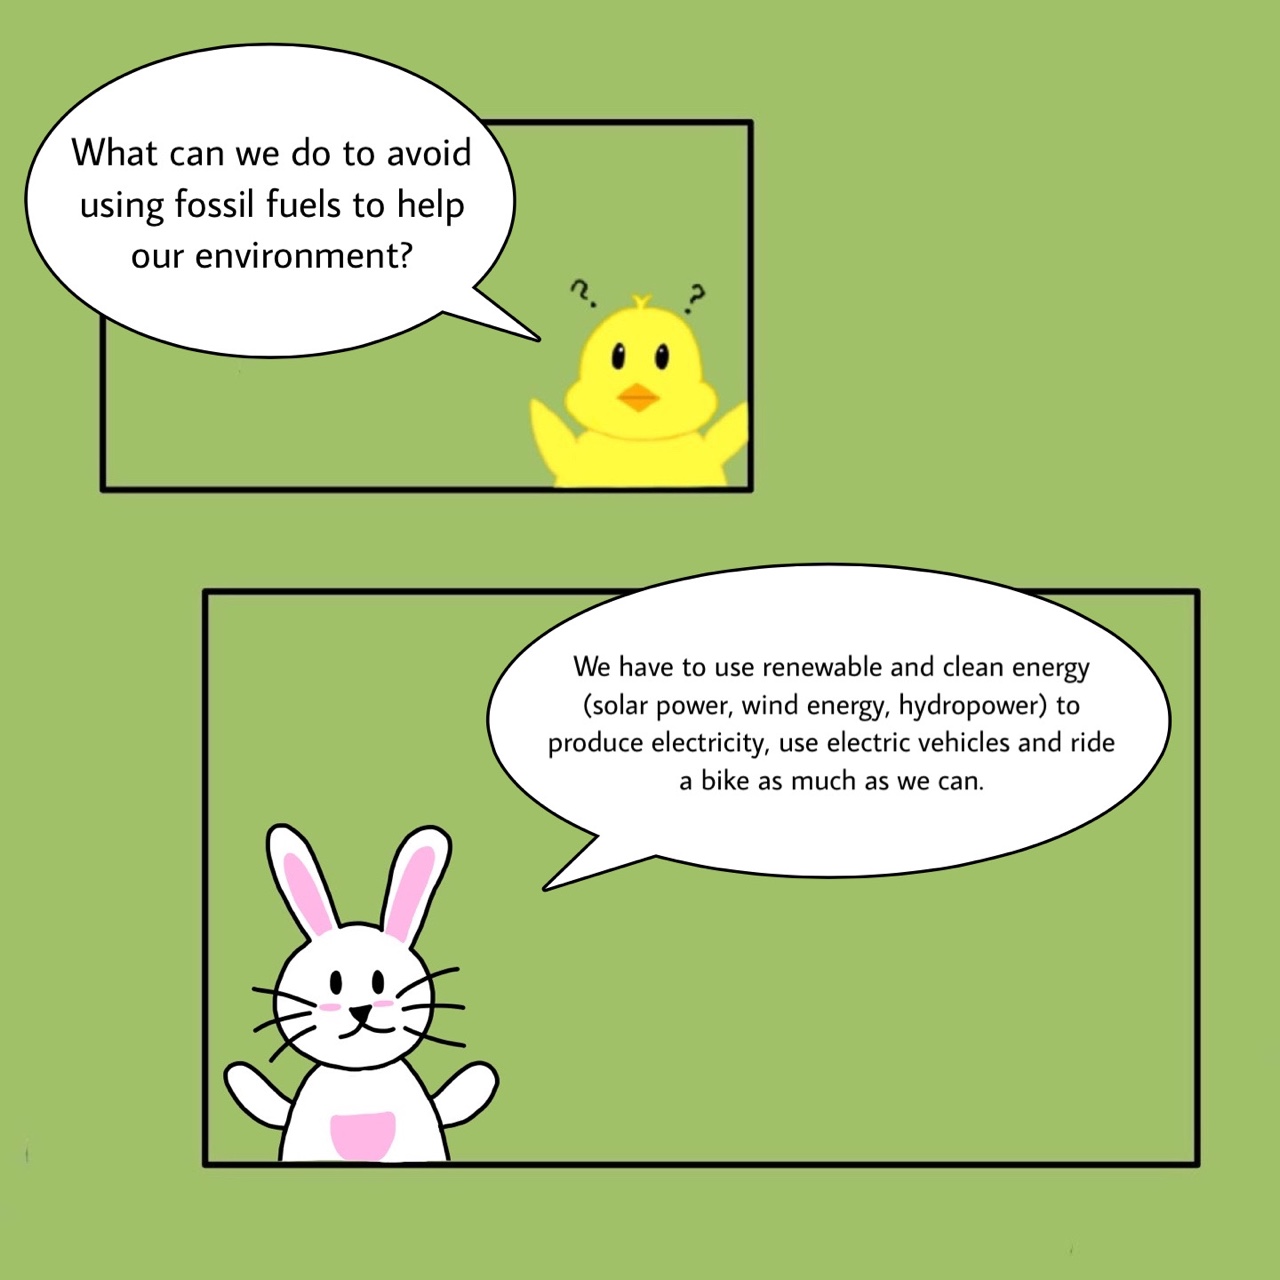 What can we do to avoid
using fossil fuels to help
our environment?
? ?
We have to use renewable and clean energy
(solar power, wind energy, hydropower) to
produce electricity, use electric vehicles and ride
a bike as much as we can.